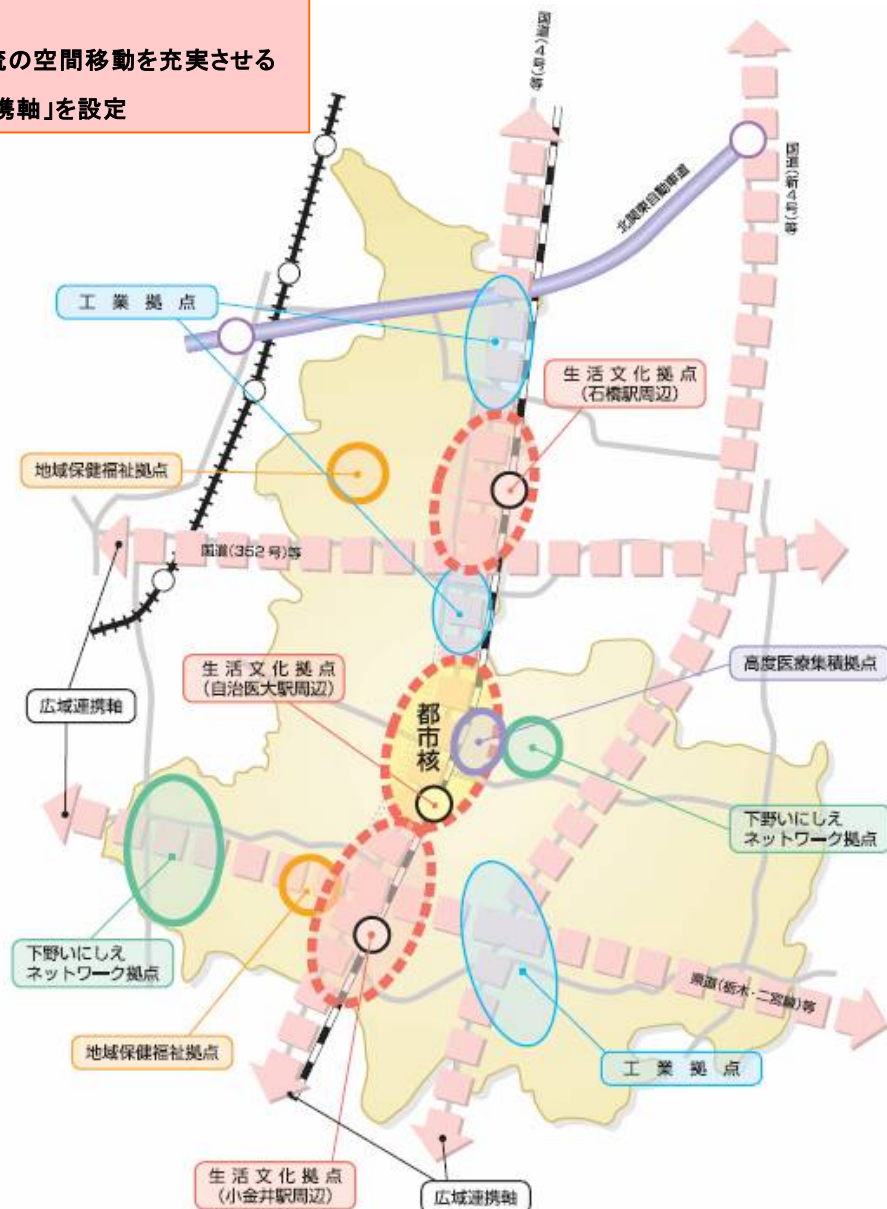 流の空間移動を充実させる
携軸」を設定
国道(4号)等
国道(新4号)等
北関東自動車道
工業拠点
生活文化拠点
(石橋駅周辺)
地域保健福祉拠点
国道(352号)等
生活文化拠点
(自治医大駅周辺)
高度医療集積拠点
広域連携軸
都市核
下野いにしえ
ネットワーク拠点
下野いにしえ
ネットワーク拠点
県道(栃木・二宮線)等
地域保健福祉拠点
工業拠点
生活文化拠点
(小金井駅周辺)
広域連携軸